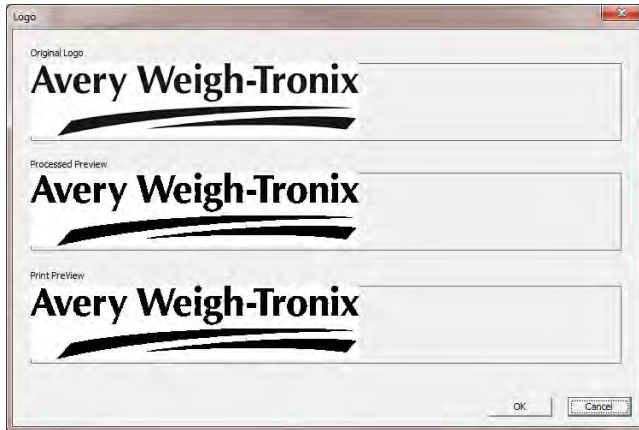 Logo
Original Logo
Avery Weigh-Tronix
Processed Preview
Avery Weigh-Tronix
Print PreView
Avery Weigh-Tronix
OK
Cancel